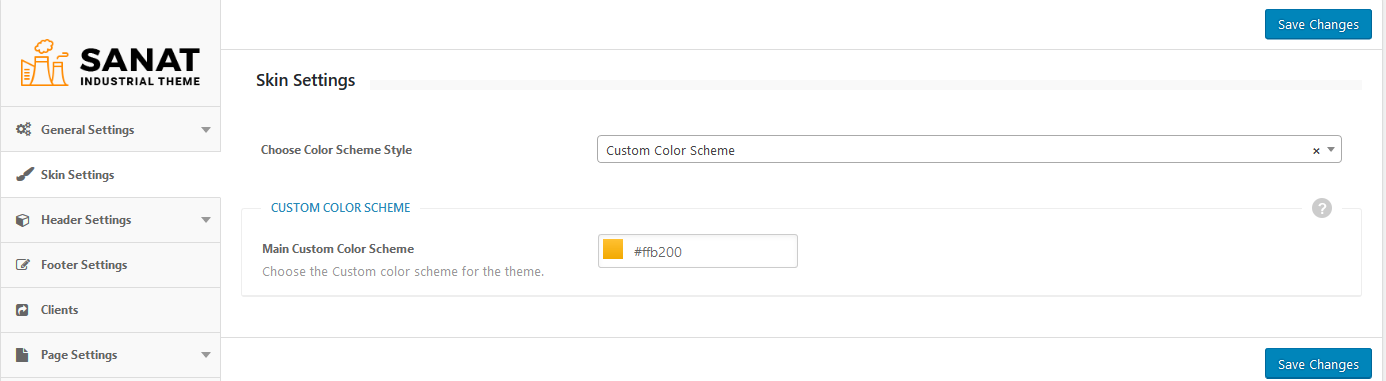 Save Changes
SANAT
INDUSTRIAL THEME
Skin Settings
General Settings
Choose Color Scheme Style
Custom Color Scheme
×
Skin Settings
CUSTOM COLOR SCHEME
?
Header Settings
Main Custom Color Scheme
#ffb200
Footer Settings
Choose the Custom color scheme for the theme.
Clients
Page Settings
Save Changes